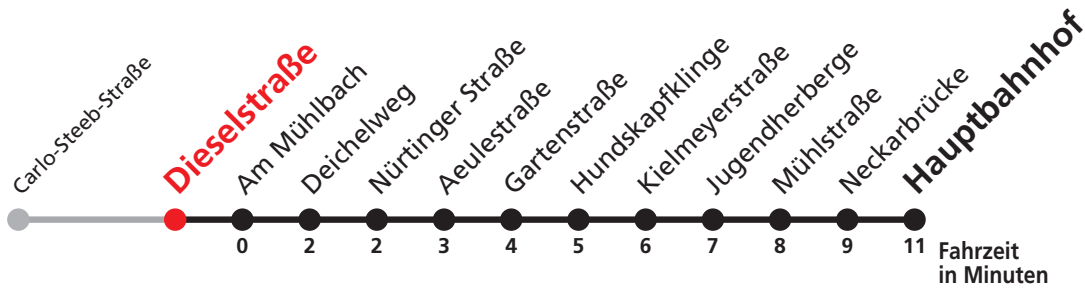 Carlo-Steeb-Straße
Dieselstraße
Am Mühlbach
Deichelweg
Nürtinger Straße
Aeulestraße
Gartenstraße
Hundskapfklinge
Kielmeyerstraße
Jugendherberge
Mühlstraße
Neckarbrücke
Hauptbahnhof
0 2 2 3 4 5 6 7 8 9 11
Fahrzeit
in Minuten